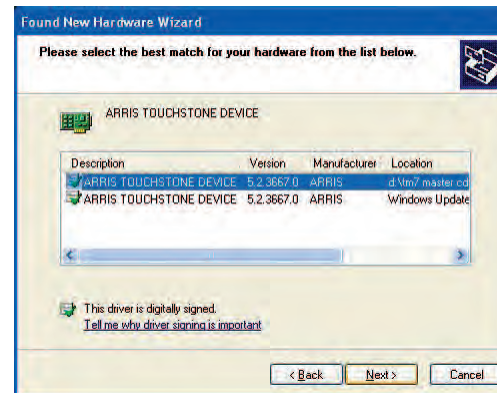 Found New Hardware Wizard
Please select the best match for your hardware from the list below.
ARRIS TOUCHSTONE DEVICE
Description Version Manufacturer Location
ARRIS TOUCHSTONE DEVICE 5.2.3667.0 ARRIS d:\tm7 master cd
ARRIS TOUCHSTONE DEVICE 5.2.3667.0 ARRIS Windows Update
This driver is digitally signed.
Tell me why driver signing is important
< Back Next > Cancel